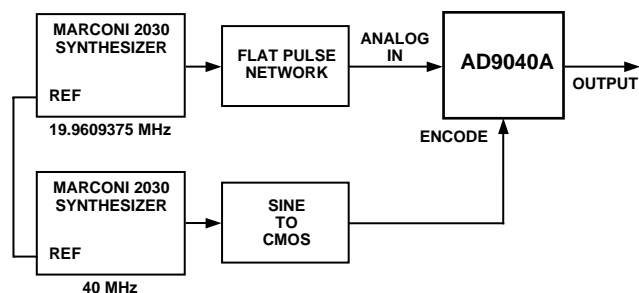 MARCONI 2030
SYNTHESIZER
REF
19.9609375 MHz
FLAT PULSE
NETWORK
ANALOG
IN
AD9040A
OUTPUT
ENCODE
MARCONI 2030
SYNTHESIZER
REF
40 MHz
SINE
TO
CMOS